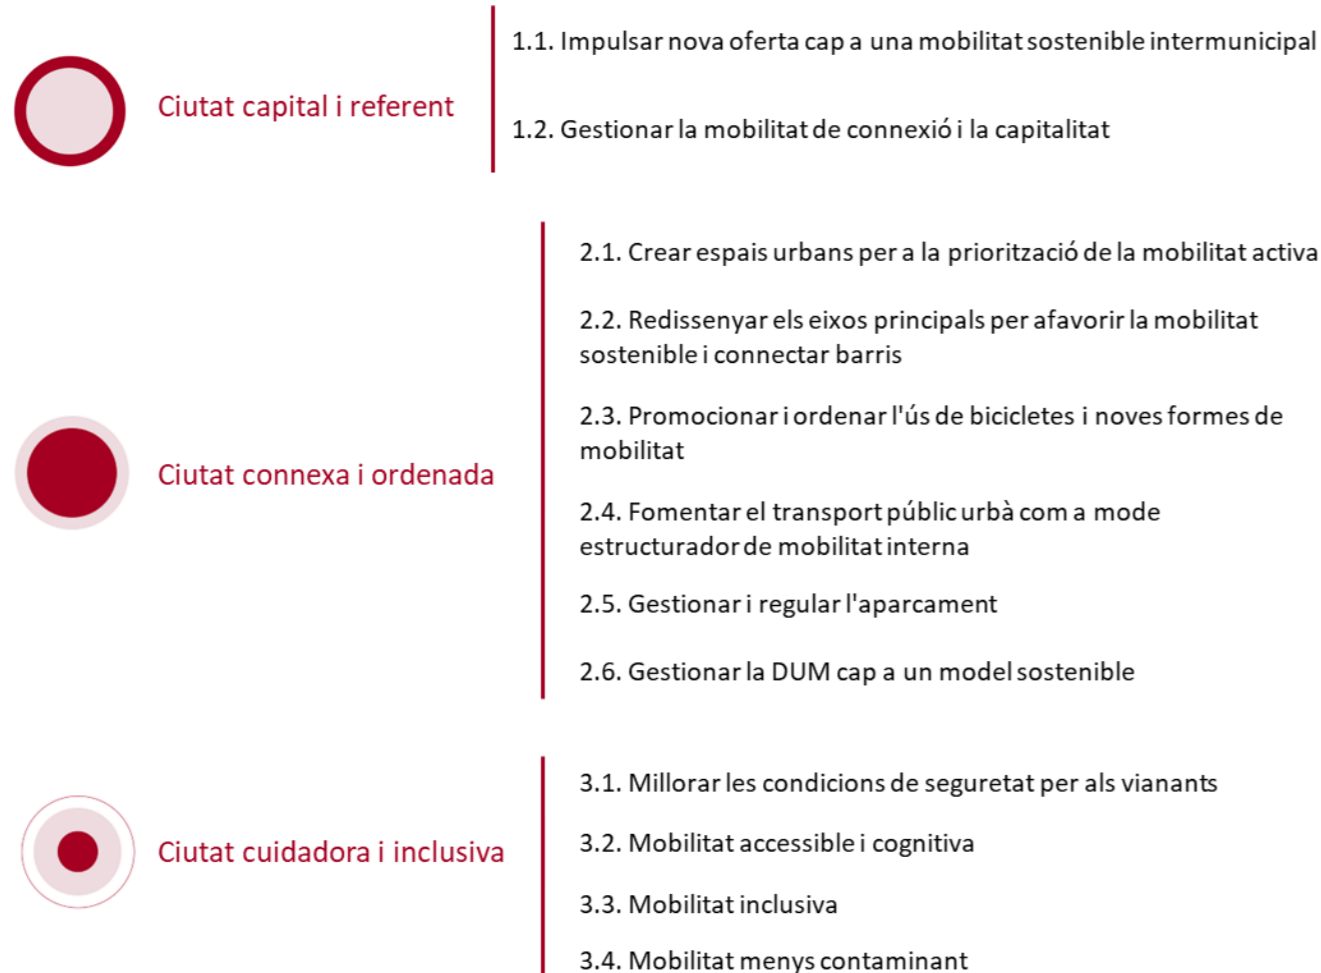 Ciutat capital i referent
1.1. Impulsar nova oferta cap a una mobilitat sostenible intermunicipal
1.2. Gestionar la mobilitat de connexió i la capitalitat
Ciutat connexa i ordenada
2.1. Crear espais urbans per a la priorització de la mobilitat activa
2.2. Redissenyar els eixos principals per afavorir la mobilitat
sostenible i connectar barris
2.3. Promocionar i ordenar l'ús de bicicletes i noves formes de
mobilitat
2.4. Fomentar el transport públic urbà com a mode
estructurador de mobilitat interna
2.5. Gestionar i regular l'aparcament
2.6. Gestionar la DUM cap a un model sostenible
Ciutat cuidadora i inclusiva
3.1. Millorar les condicions de seguretat per als vianants
3.2. Mobilitat accessible i cognitiva
3.3. Mobilitat inclusiva
3.4. Mobilitat menys contaminant